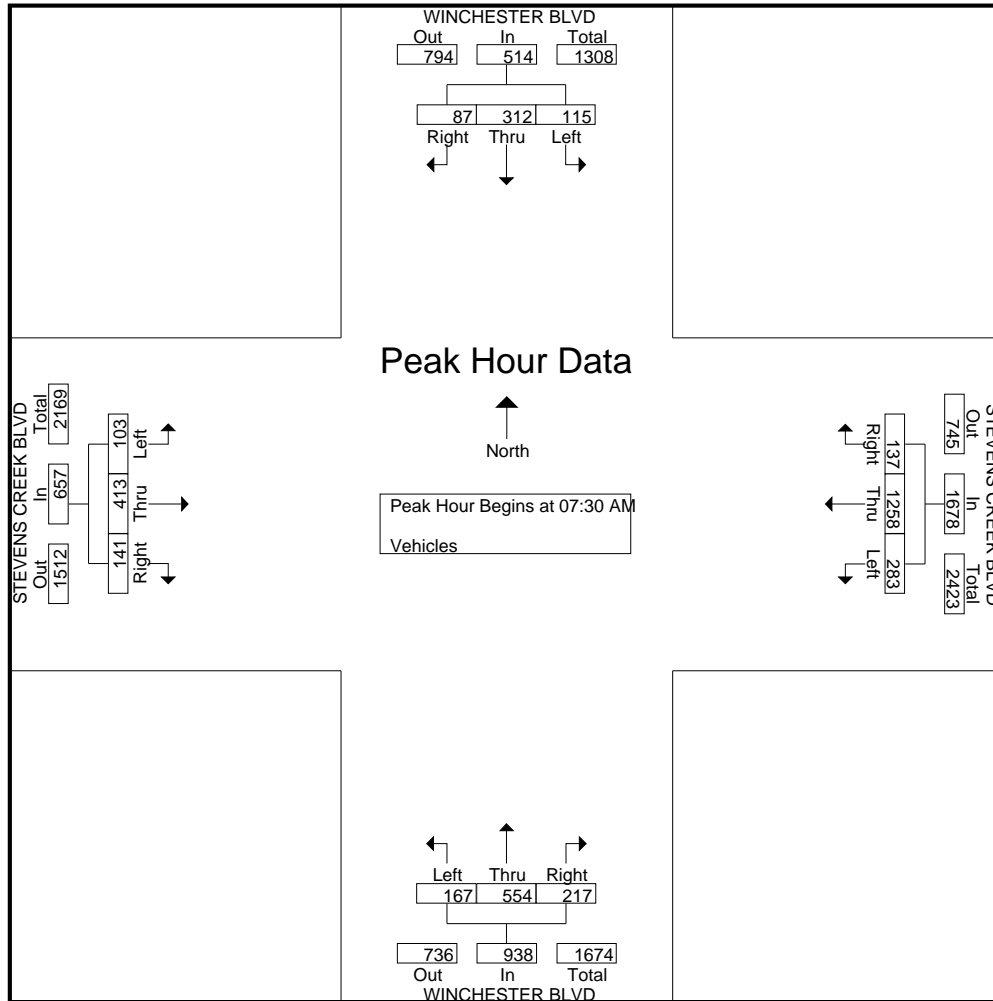 WINCHESTER BLVD
Out In Total
794 514 1308
87 312 115
Right Thru Left
Peak Hour Data
North
Peak Hour Begins at 07:30 AM
Vehicles
STEVENS CREEK BLVD
Out In Total
1512 657 2169
103 413 141
Left Thru Right
STEVENS CREEK BLVD
Out In Total
745 1678 2423
137 1258 283
Right Thru Left
Left Thru Right
167 554 217
736 938 1674
Out In Total
WINCHESTER BLVD